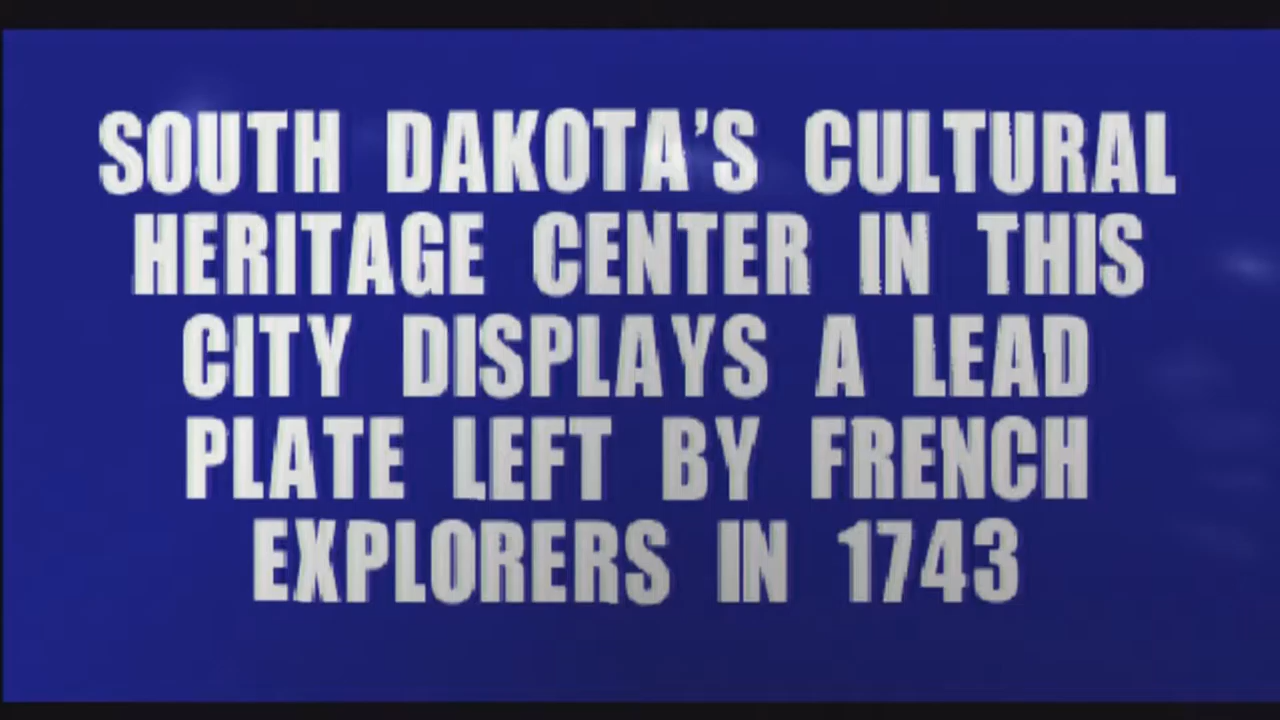 SOUTH DAKOTA'S CULTURAL
HERITAGE CENTER IN THIS
CITY DISPLAYS A LEAD
PLATE LEFT BY FRENCH
EXPLORERS IN 1743